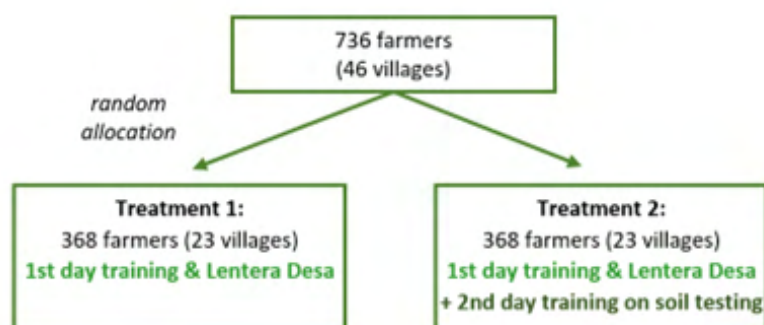 736 farmers
(46 villages)
random
allocation
Treatment 1:
368 farmers (23 villages)
1st day training & Lentera Desa
Treatment 2:
368 farmers (23 villages)
1st day training & Lentera Desa
+ 2nd day training on soil testing